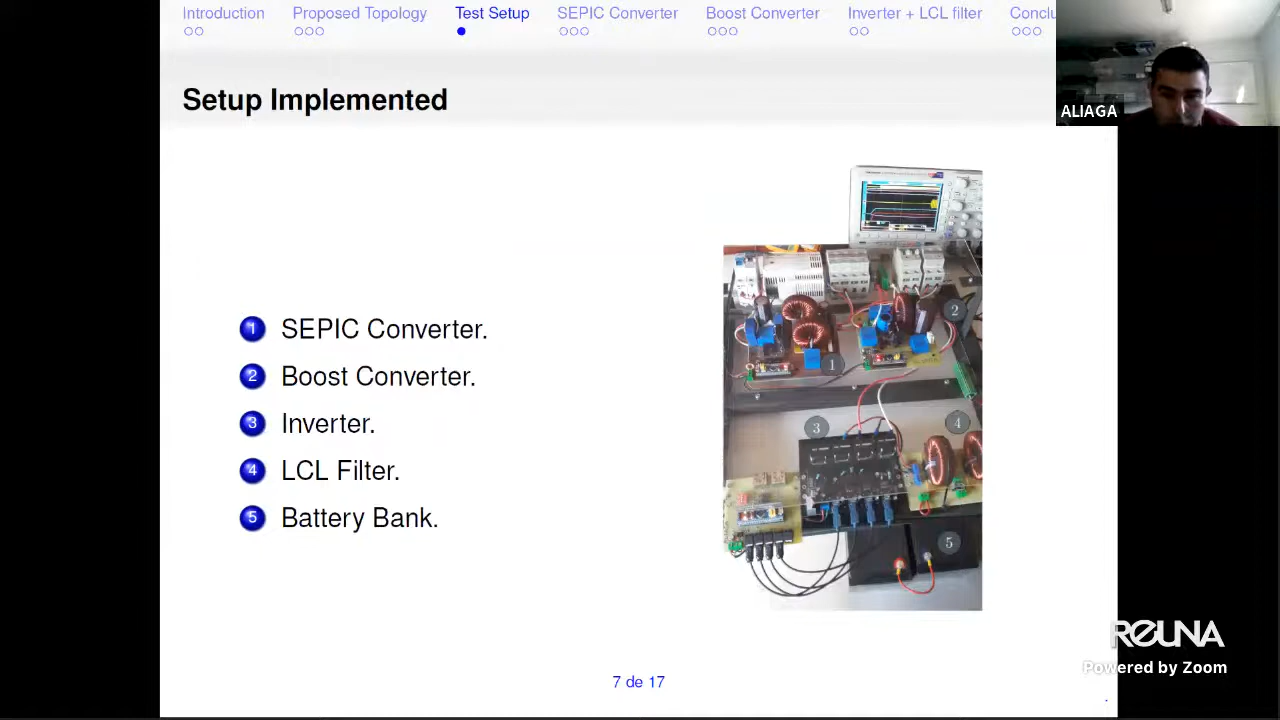 Introduction Proposed Topology Test Setup SEPIC Converter Boost Converter Inverter + LCL filter Conclu
Setup Implemented
ALIAGA
1 SEPIC Converter.
2 Boost Converter.
3 Inverter.
4 LCL Filter.
5 Battery Bank.
1
2
3
4
5
REUNA
Powered by Zoom
7 de 17